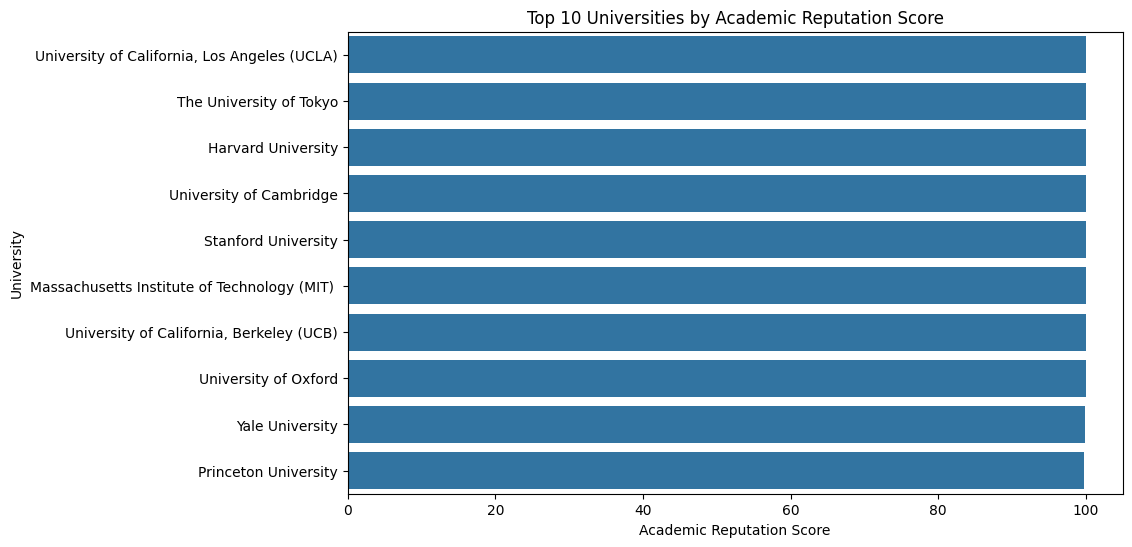 Top 10 Universities by Academic Reputation Score
University of California, Los Angeles (UCLA)
The University of Tokyo
Harvard University
University of Cambridge
Stanford University
Massachusetts Institute of Technology (MIT)
University of California, Berkeley (UCB)
University of Oxford
Yale University
Princeton University
University
0 20 40 60 80 100
Academic Reputation Score